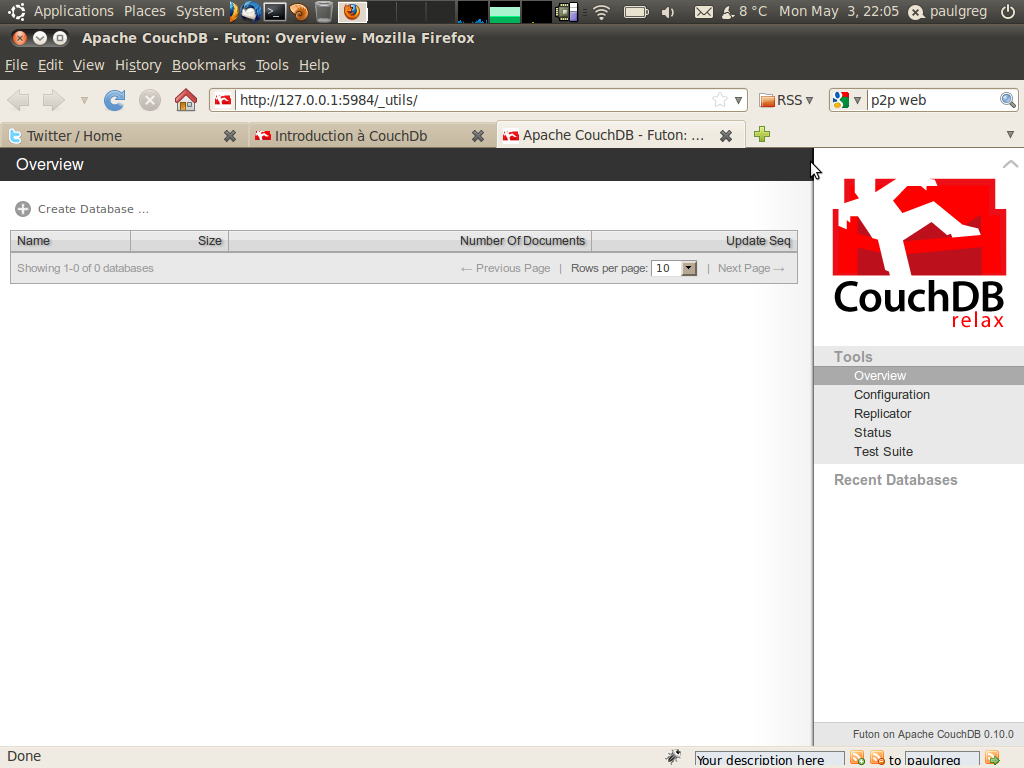 Applications Places System 8 °C Mon May 3, 22:05 paulgreg
Apache CouchDB - Futon: Overview - Mozilla Firefox
File Edit View History Bookmarks Tools Help
http://127.0.0.1:5984/_utils/ RSS p2p web
Twitter / Home Introduction à CouchDb Apache CouchDB - Futon: ...
Overview
Create Database ...
Name Size Number Of Documents Update Seq
Showing 1-0 of 0 databases ← Previous Page | Rows per page: 10 | Next Page →
CouchDB
relax
Tools
Overview
Configuration
Replicator
Status
Test Suite
Recent Databases
Futon on Apache CouchDB 0.10.0
Done Your description here to paulgreg